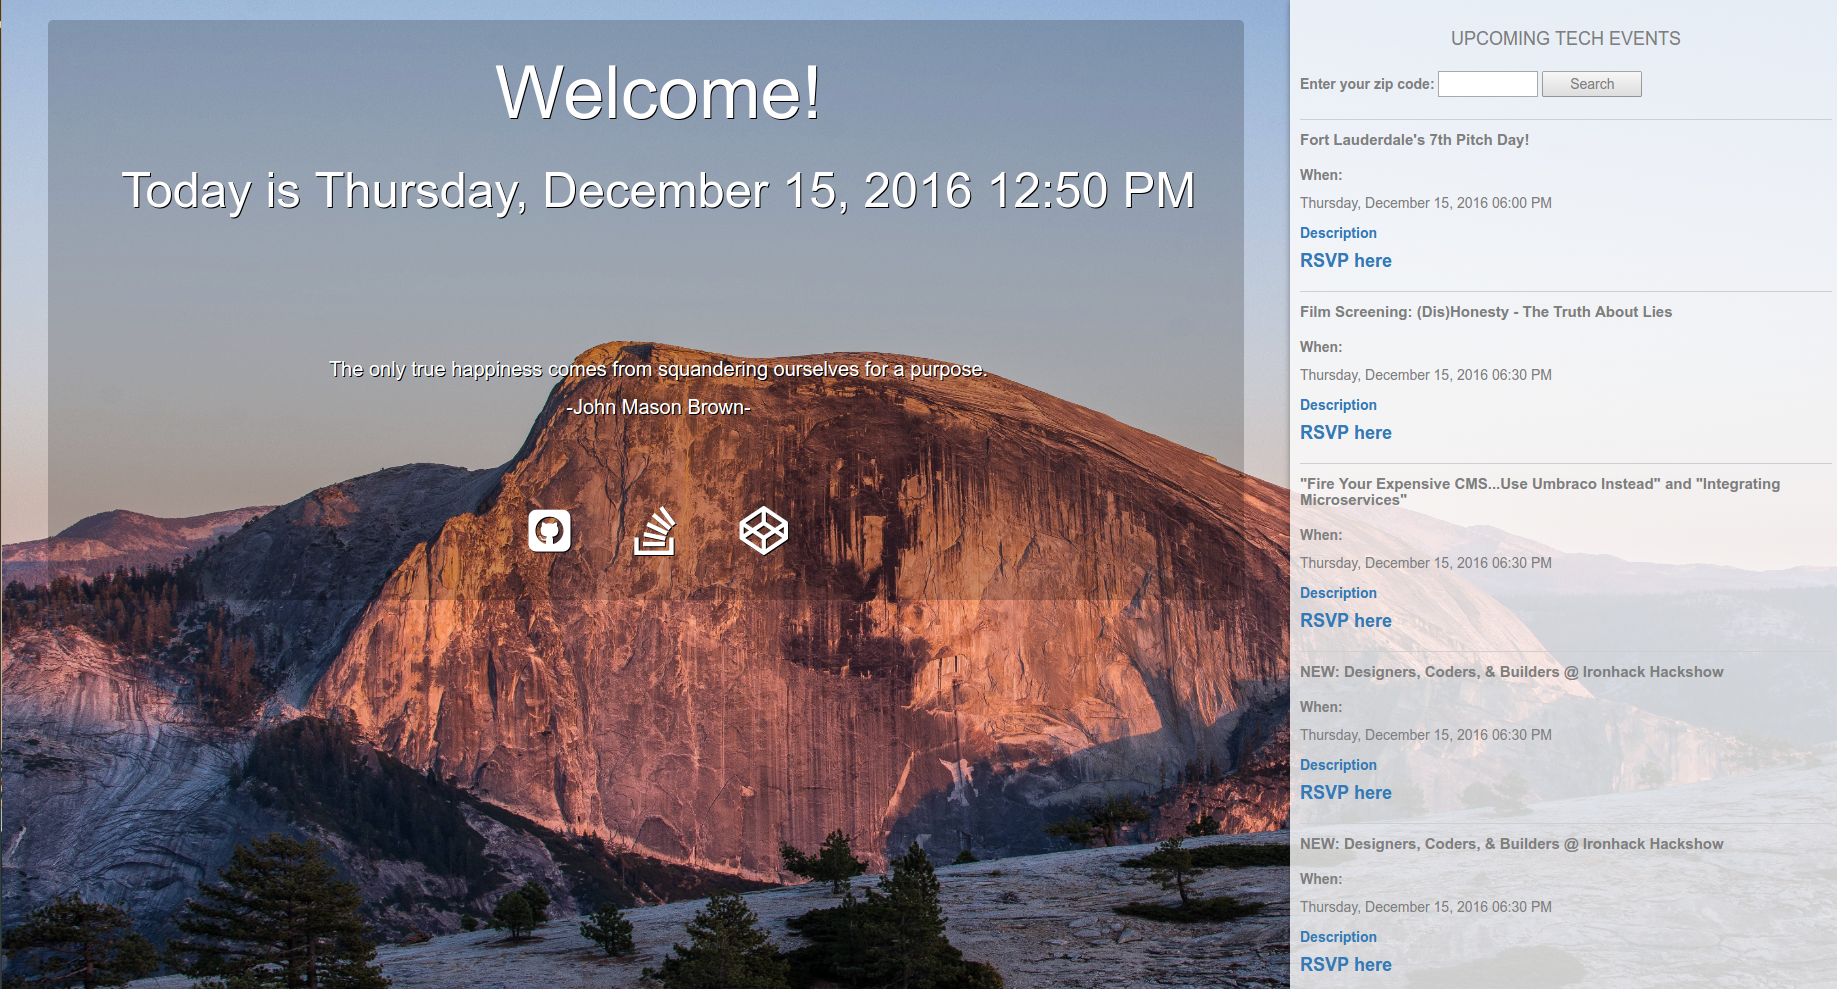 Welcome!
Today is Thursday, December 15, 2016 12:50 PM
The only true happiness comes from squandering ourselves for a purpose.
-John Mason Brown-
UPCOMING TECH EVENTS
Enter your zip code: Search
Fort Lauderdale's 7th Pitch Day!
When:
Thursday, December 15, 2016 06:00 PM
Description
RSVP here
Film Screening: (Dis)Honesty - The Truth About Lies
When:
Thursday, December 15, 2016 06:30 PM
Description
RSVP here
"Fire Your Expensive CMS...Use Umbraco Instead" and "Integrating
Microservices"
When:
Thursday, December 15, 2016 06:30 PM
Description
RSVP here
NEW: Designers, Coders, & Builders @ Ironhack Hackshow
When:
Thursday, December 15, 2016 06:30 PM
Description
RSVP here
NEW: Designers, Coders, & Builders @ Ironhack Hackshow
When:
Thursday, December 15, 2016 06:30 PM
Description
RSVP here